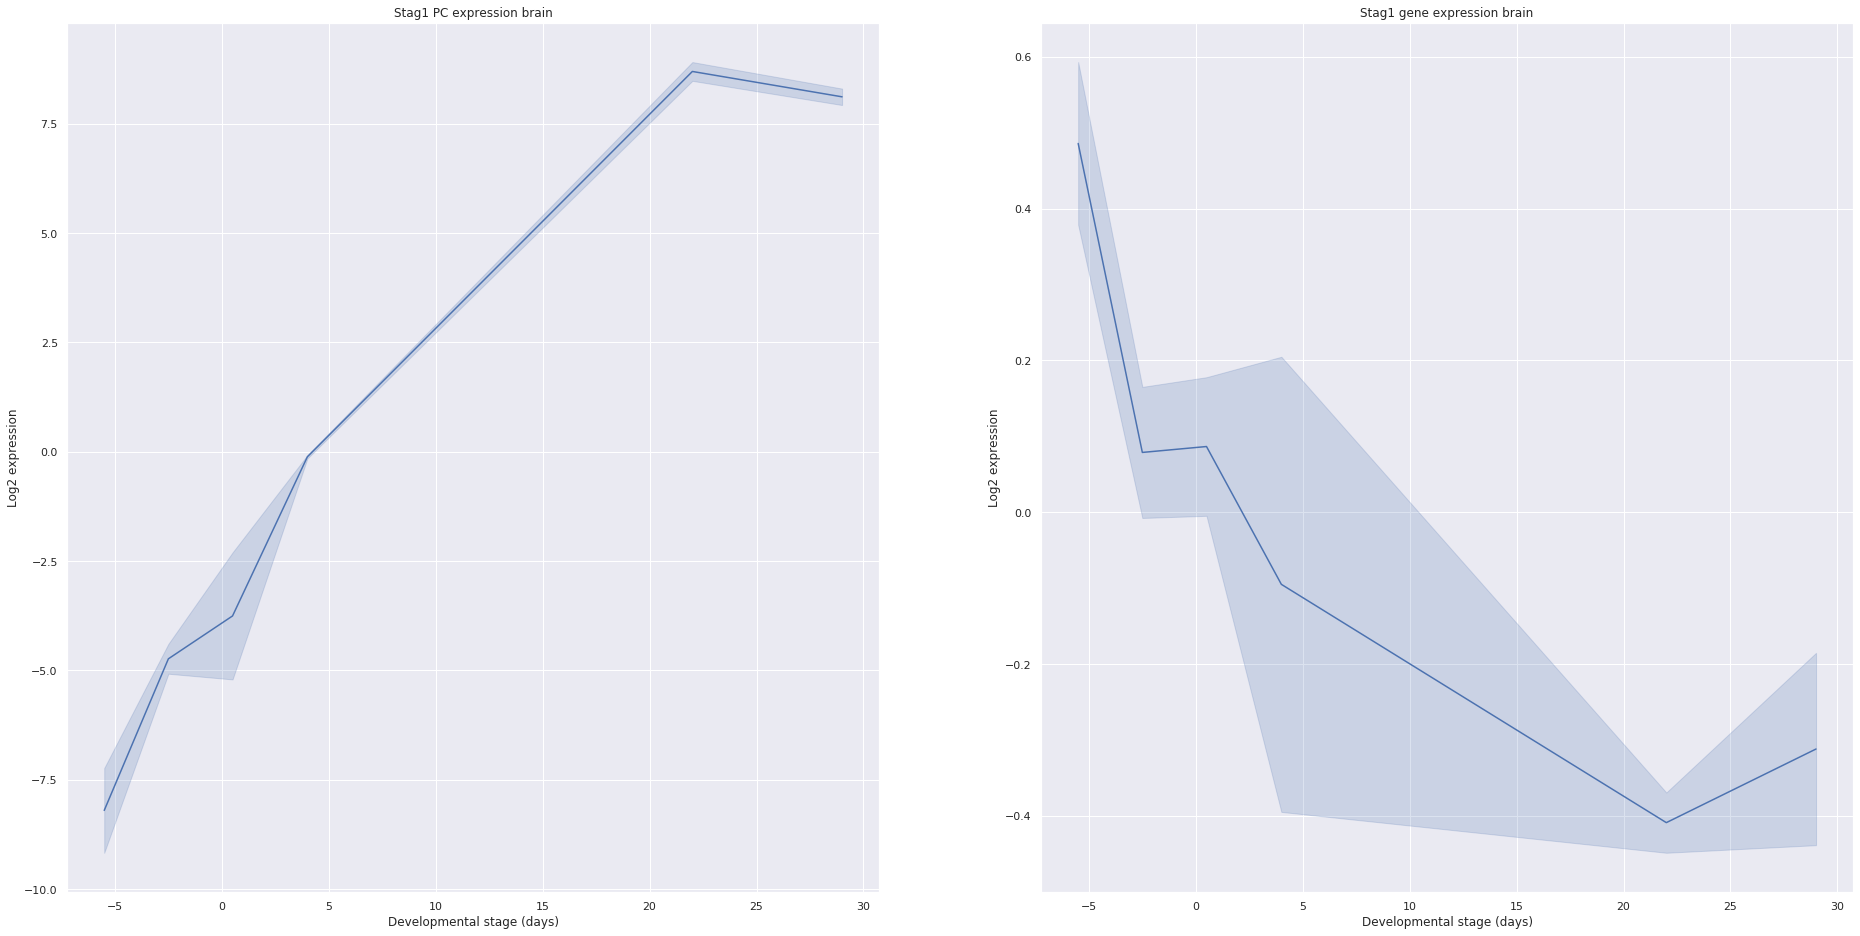 Stag1 PC expression brain
Log2 expression
7.5
5.0
2.5
0.0
−2.5
−5.0
−7.5
−10.0
−5 0 5 10 15 20 25 30
Developmental stage (days)
Stag1 gene expression brain
Log2 expression
0.6
0.4
0.2
0.0
−0.2
−0.4
−5 0 5 10 15 20 25 30
Developmental stage (days)